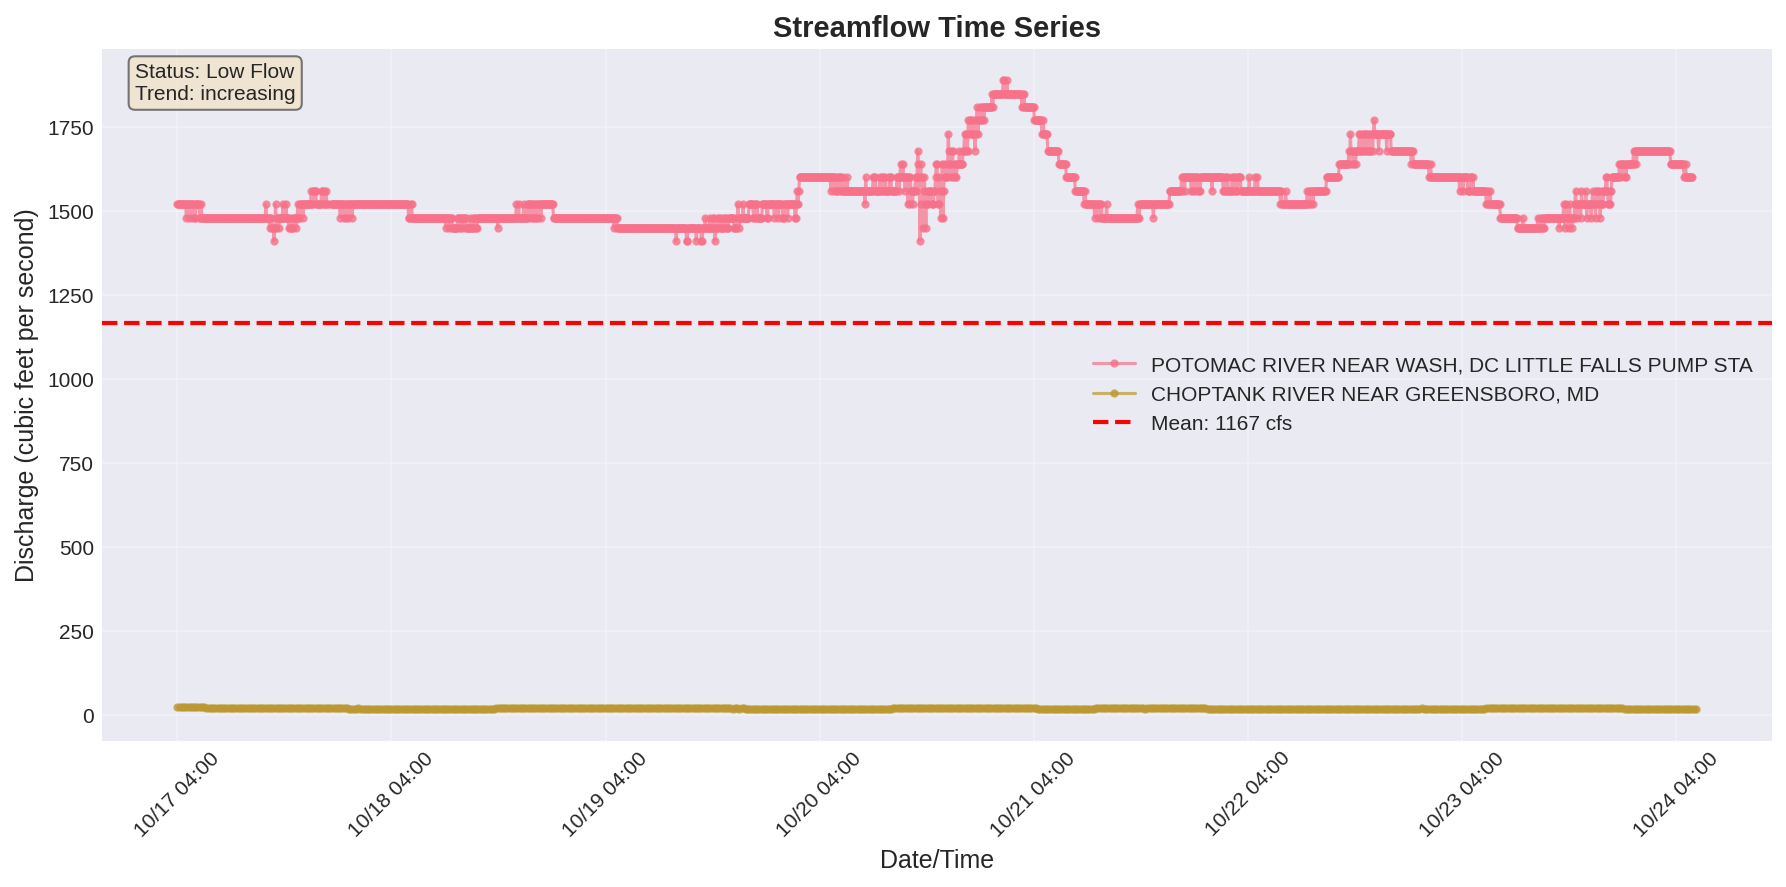 Streamflow Time Series
Status: Low Flow
Trend: increasing
Discharge (cubic feet per second)
1750
1500
1250
1000
750
500
250
0
POTOMAC RIVER NEAR WASH, DC LITTLE FALLS PUMP STA
CHOPTANK RIVER NEAR GREENSBORO, MD
Mean: 1167 cfs
10/17 04:00
10/18 04:00
10/19 04:00
10/20 04:00
10/21 04:00
10/22 04:00
10/23 04:00
10/24 04:00
Date/Time